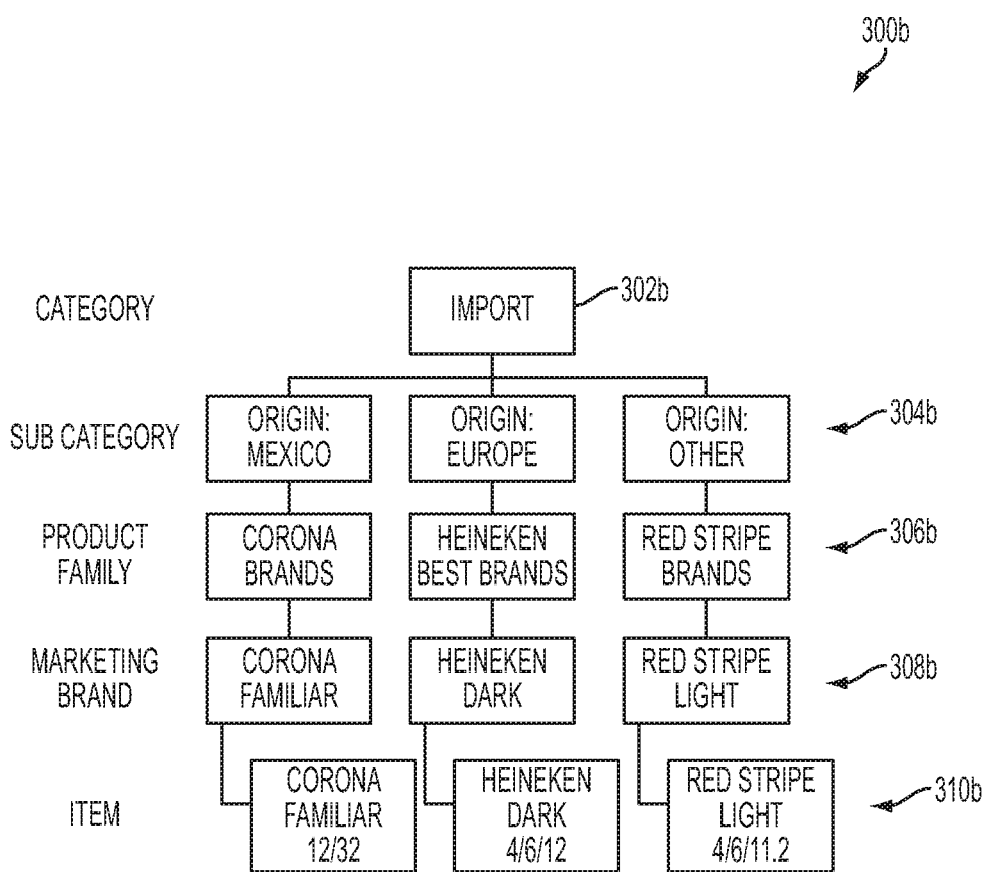 300b
CATEGORY
IMPORT
302b
SUB CATEGORY
ORIGIN:
MEXICO
ORIGIN:
EUROPE
ORIGIN:
OTHER
304b
PRODUCT
FAMILY
CORONA
BRANDS
HEINEKEN
BEST BRANDS
RED STRIPE
BRANDS
306b
MARKETING
BRAND
CORONA
FAMILIAR
HEINEKEN
DARK
RED STRIPE
LIGHT
308b
ITEM
CORONA
FAMILIAR
12/32
HEINEKEN
DARK
4/6/12
RED STRIPE
LIGHT
4/6/11.2
310b